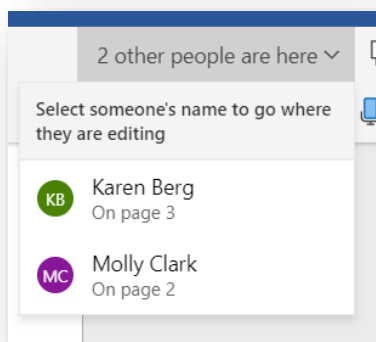 2 other people are here
Select someone's name to go where
they are editing
KB
Karen Berg
On page 3
MC
Molly Clark
On page 2